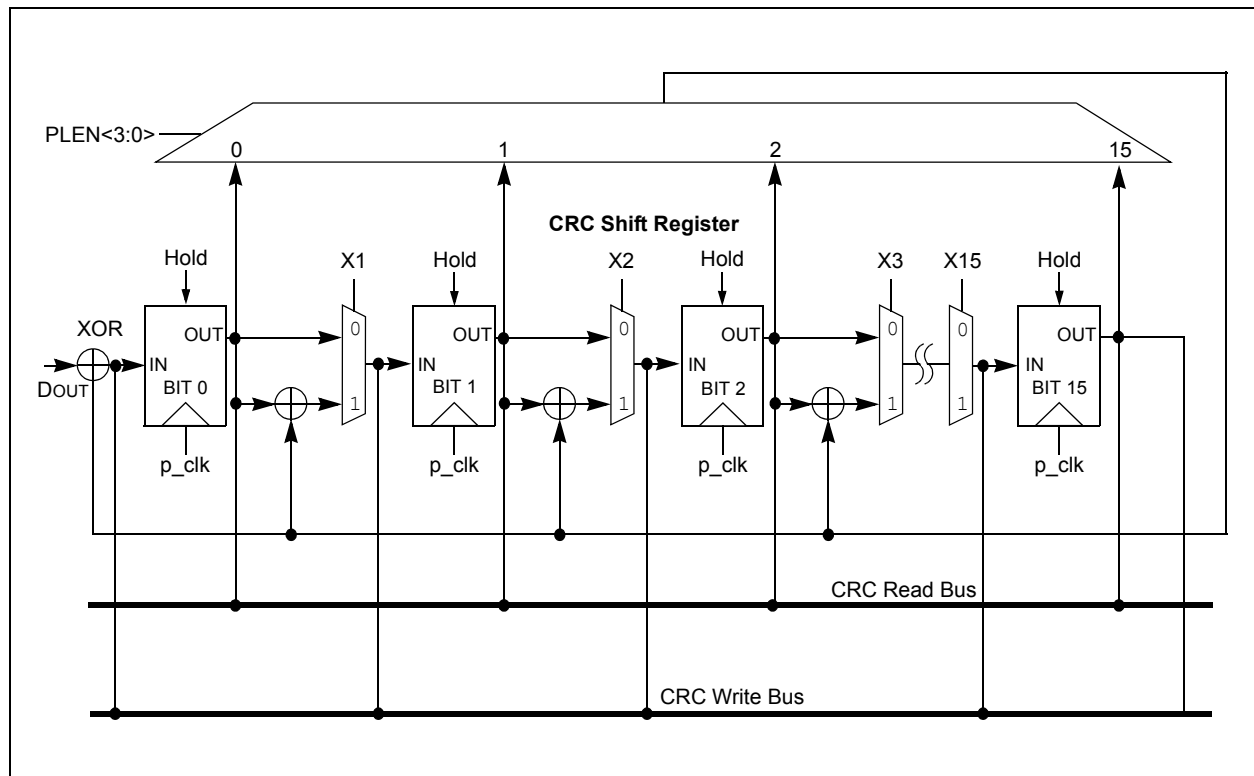 PLEN<3:0>
0 1 2 15
CRC Shift Register
Hold X1 Hold X2 Hold X3 X15 Hold
XOR
OUT 0 OUT 0 OUT 0 0 OUT
IN IN IN IN
DOUT
BIT 0 1 BIT 1 1 BIT 2 1 1 BIT 15
p_clk p_clk p_clk p_clk
CRC Read Bus
CRC Write Bus